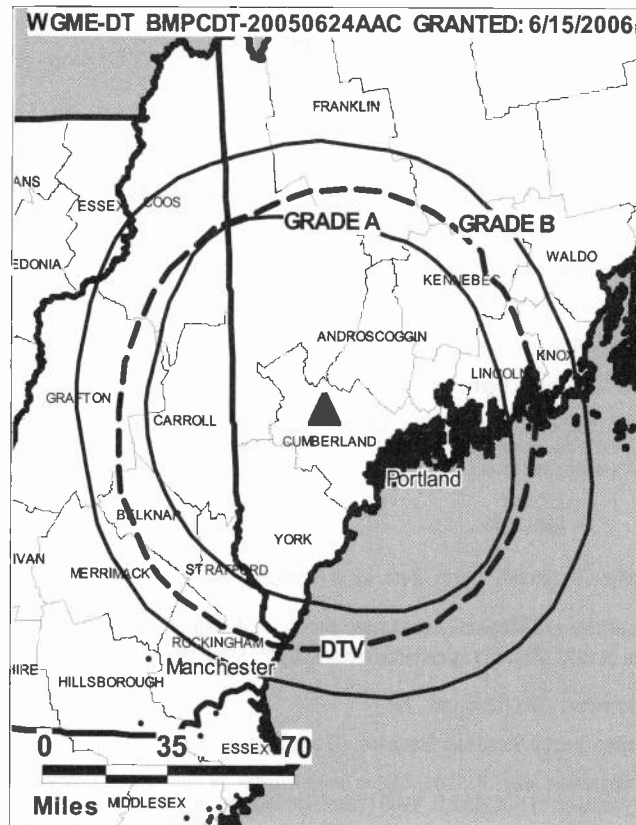 WGME-DT BMPCDT-20050624AAC GRANTED: 6/15/2006
FRANKLIN
ANS
ESSEX
COOS
GRADE A
GRADE B
WALDO
EDONIA
KENNEBEC
ANDROSCOGGIN
KNOX
LINCOLN
GRAFTON
CARROLL
CUMBERLAND
Portland
BELKNAP
YORK
IVAN
MERRIMACK
STRAFFORD
ROCKINGHAM
DTV
Manchester
HIRE
HILLSBOROUGH
0 35 70
ESSEX
Miles
MIDDLESEX